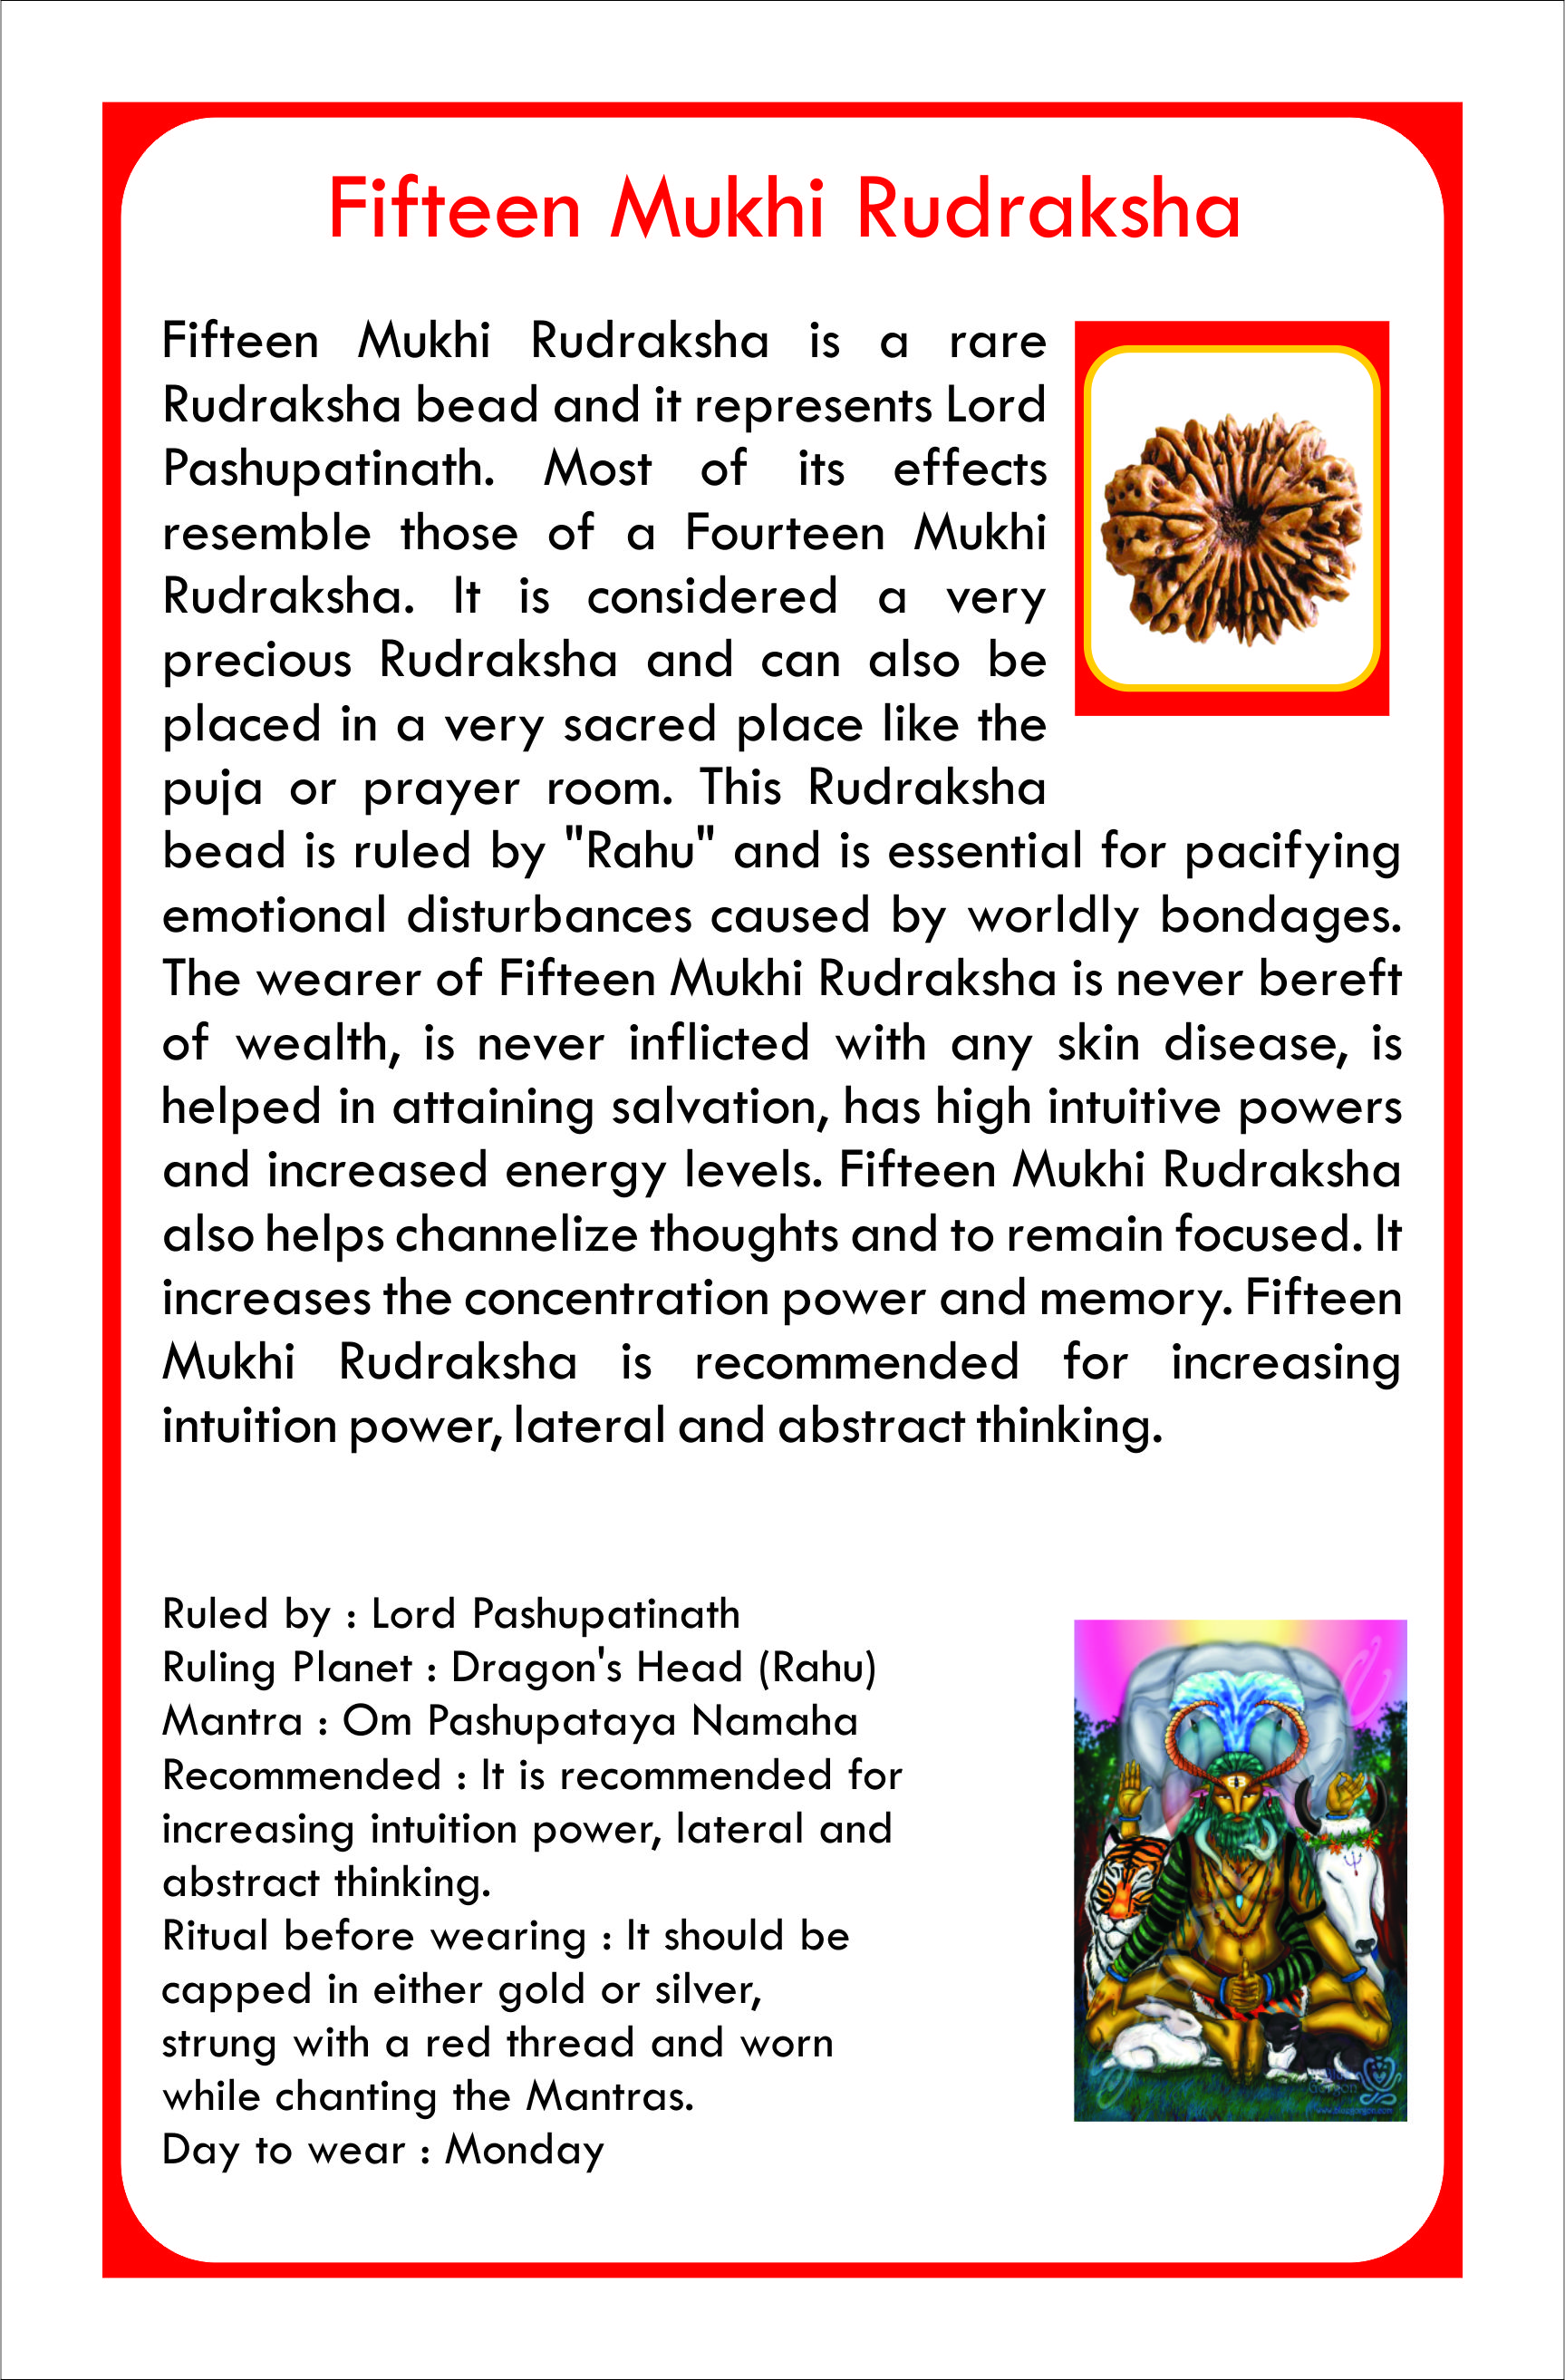 Fifteen Mukhi Rudraksha
Fifteen Mukhi Rudraksha is a rare
Rudraksha bead and it represents Lord
Pashupatinath. Most of its effects
resemble those of a Fourteen Mukhi
Rudraksha. It is considered a very
precious Rudraksha and can also be
placed in a very sacred place like the
puja or prayer room. This Rudraksha
bead is ruled by "Rahu" and is essential for pacifying
emotional disturbances caused by worldly bondages.
The wearer of Fifteen Mukhi Rudraksha is never bereft
of wealth, is never inflicted with any skin disease, is
helped in attaining salvation, has high intuitive powers
and increased energy levels. Fifteen Mukhi Rudraksha
also helps channelize thoughts and to remain focused. It
increases the concentration power and memory. Fifteen
Mukhi Rudraksha is recommended for increasing
intuition power, lateral and abstract thinking.
Ruled by : Lord Pashupatinath
Ruling Planet : Dragon's Head (Rahu)
Mantra : Om Pashupataya Namaha
Recommended : It is recommended for
increasing intuition power, lateral and
abstract thinking.
Ritual before wearing : It should be
capped in either gold or silver,
strung with a red thread and worn
while chanting the Mantras.
Day to wear : Monday